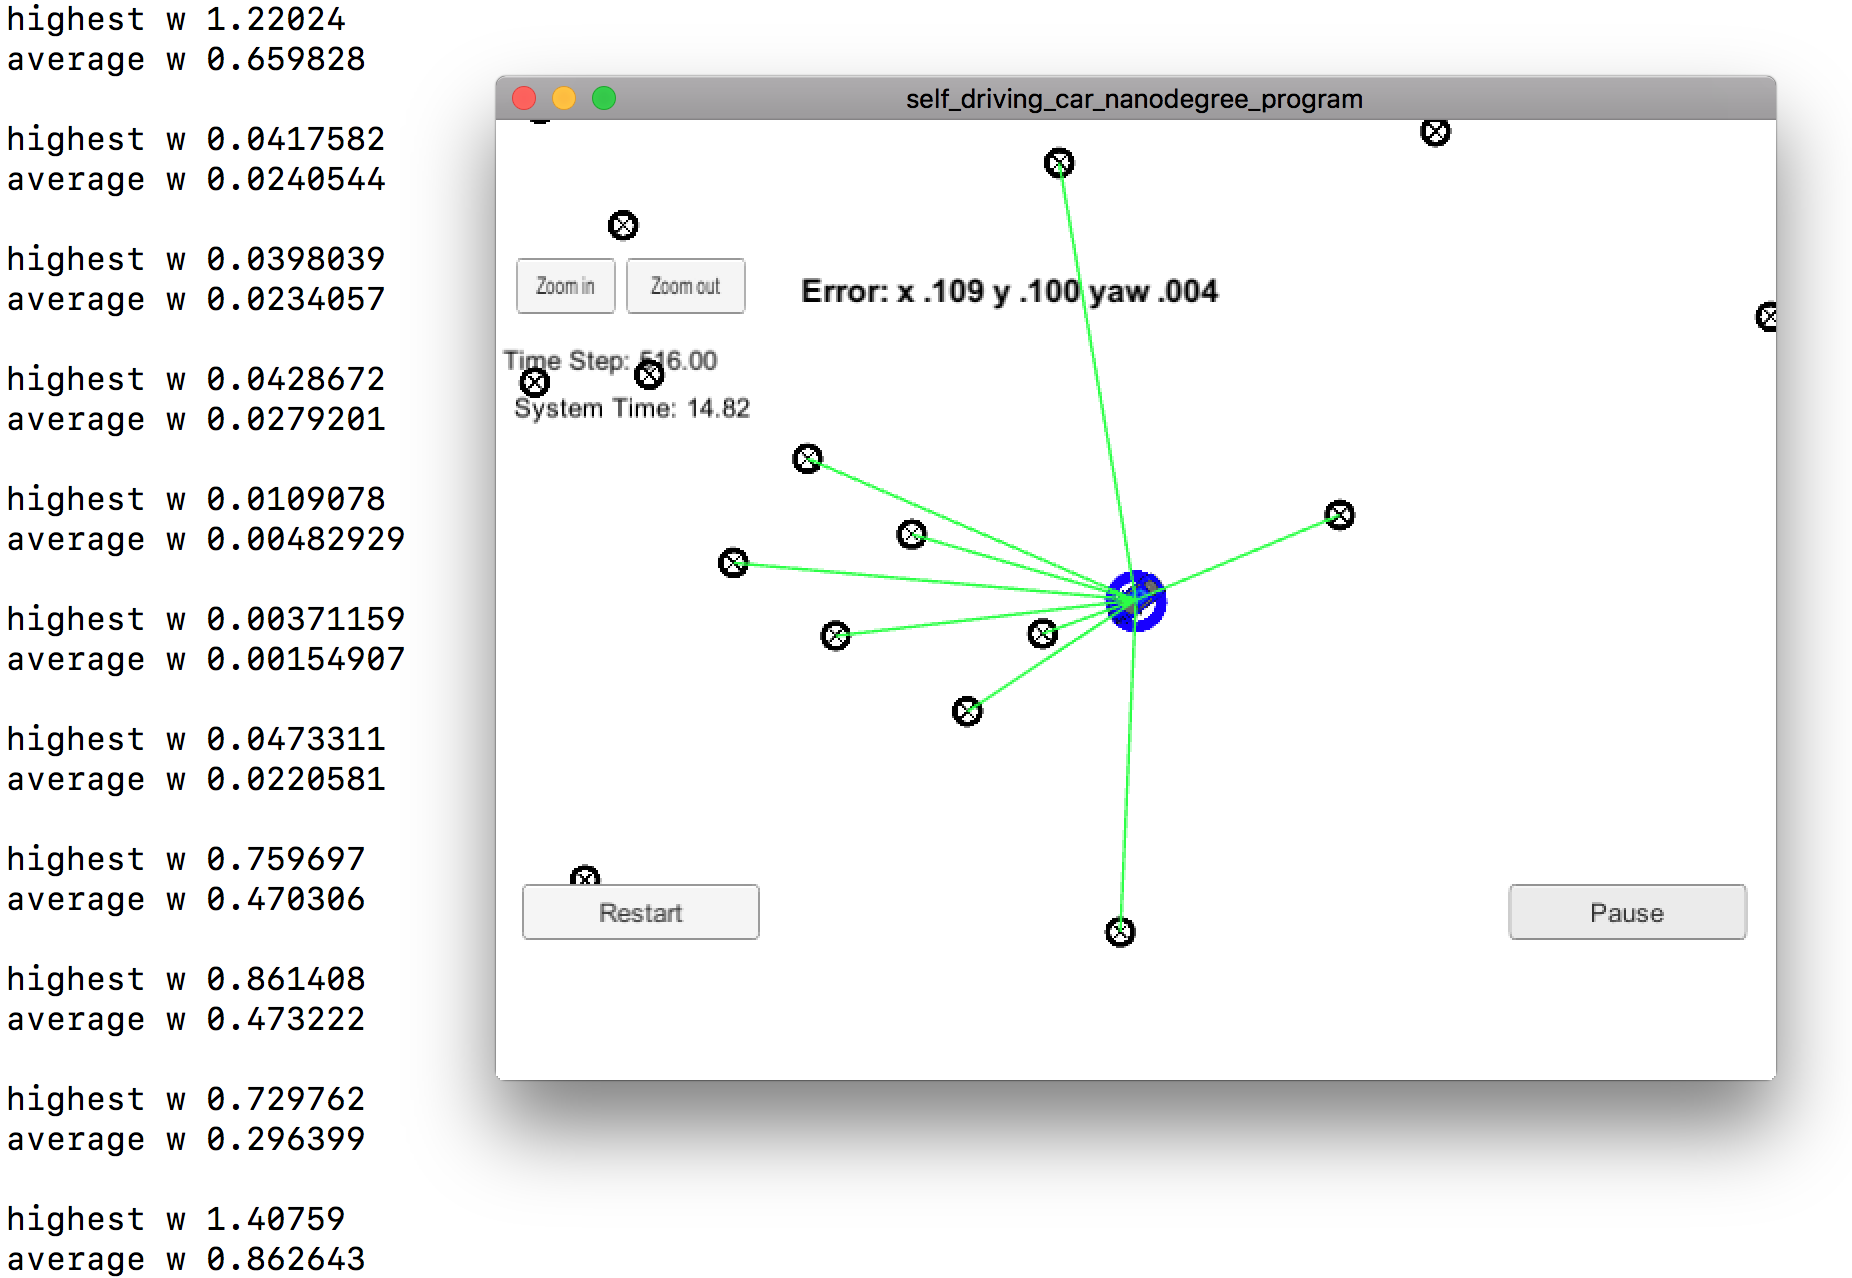 highest w 1.22024
average w 0.659828
highest w 0.0417582
average w 0.0240544
highest w 0.0398039
average w 0.0234057
highest w 0.0428672
average w 0.0279201
highest w 0.0109078
average w 0.00482929
highest w 0.00371159
average w 0.00154907
highest w 0.0473311
average w 0.0220581
highest w 0.759697
average w 0.470306
highest w 0.861408
average w 0.473222
highest w 0.729762
average w 0.296399
highest w 1.40759
average w 0.862643
self_driving_car_nanodegree_program
Zoom in
Zoom out
Error: x .109 y .100 yaw .004
Time Step: 516.00
System Time: 14.82
Restart
Pause